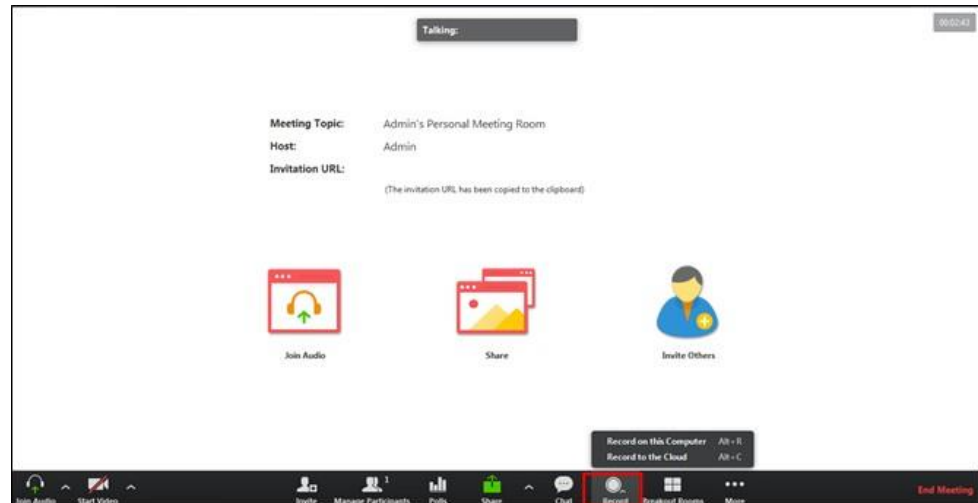 Talking:
00:02:43
Meeting Topic: Admin's Personal Meeting Room
Host: Admin
Invitation URL:
(The invitation URL has been copied to the clipboard)
Join Audio Share Invite Others
Record on this Computer Alt+R
Record to the Cloud Alt+C
1
Join Audio Start Video Invite Manage Participants Polls Share Chat Record Breakout Rooms More End Meeting